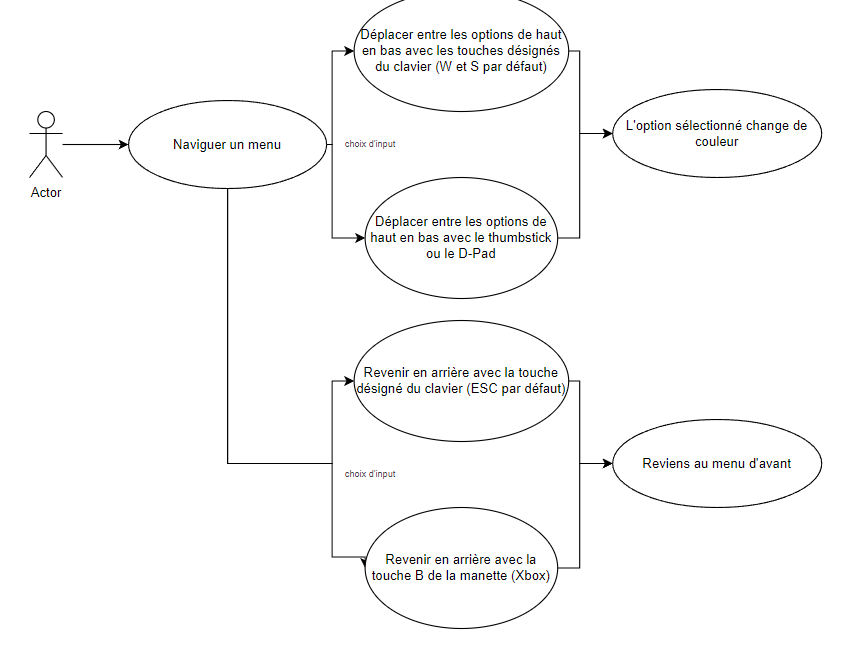 Déplacer entre les options de haut
en bas avec les touches désignés
du clavier (W et S par défaut)
L'option sélectionné change de
couleur
Naviguer un menu
choix d'input
Actor
Déplacer entre les options de
haut en bas avec le thumbstick
ou le D-Pad
Revenir en arrière avec la touche
désigné du clavier (ESC par défaut)
Reviens au menu d'avant
choix d'input
Revenir en arrière avec la
touche B de la manette (Xbox)